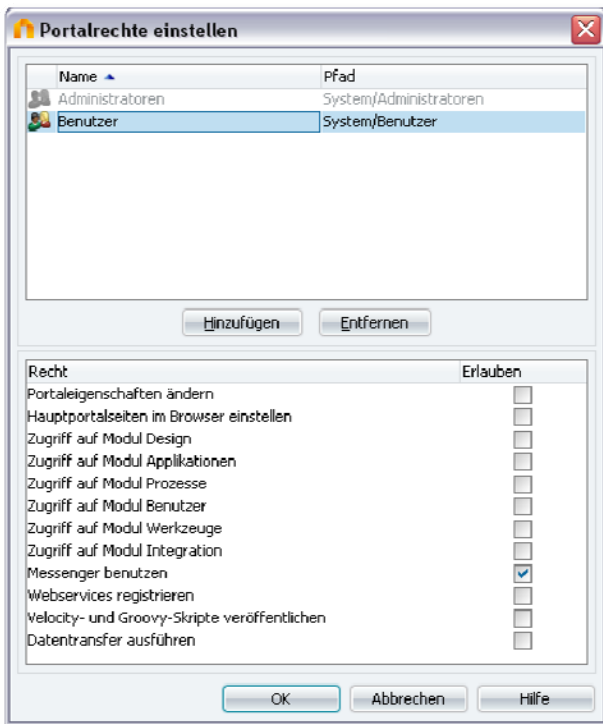 Portalrechte einstellen
Name Pfad
Administratoren System/Administratoren
Benutzer System/Benutzer
Hinzufügen Entfernen
Recht Erlauben
Portaleigenschaften ändern
Hauptportalseiten im Browser einstellen
Zugriff auf Modul Design
Zugriff auf Modul Applikationen
Zugriff auf Modul Prozesse
Zugriff auf Modul Benutzer
Zugriff auf Modul Werkzeuge
Zugriff auf Modul Integration
Messenger benutzen
Webservices registrieren
Velocity- und Groovy-Skripte veröffentlichen
Datentransfer ausführen
OK Abbrechen Hilfe